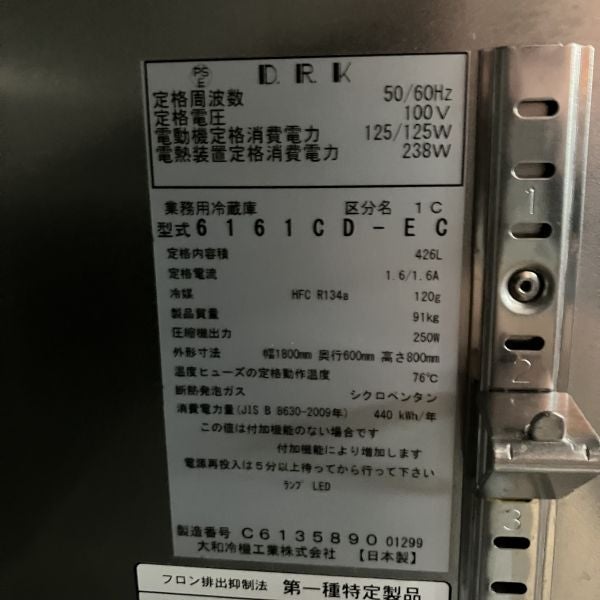 PS
E
D.R.K
定格周波数 50/60Hz
定格電圧 100V
電動機定格消費電力 125/125W
電熱装置定格消費電力 238W
業務用冷蔵庫 区分名 1C
型式 6161CD-EC
定格内容積 426L
定格電流 1.6/1.6A
冷媒 HFC R134a 120g
製品質量 91kg
圧縮機出力 250W
外形寸法 幅1800mm 奥行600mm 高さ800mm
温度ヒューズの定格動作温度 76℃
断熱発泡ガス シクロペンタン
消費電力量(JIS B 8630-2009年) 440 kWh/年
この値は付加機能のない場合です
付加機能により増加します
電源再投入は5分以上待ってから行って下さい
ランプ LED
製造番号 C6135890 01299
大和冷機工業株式会社 【日本製】
フロン排出抑制法 第一種特定製品
1
2
3